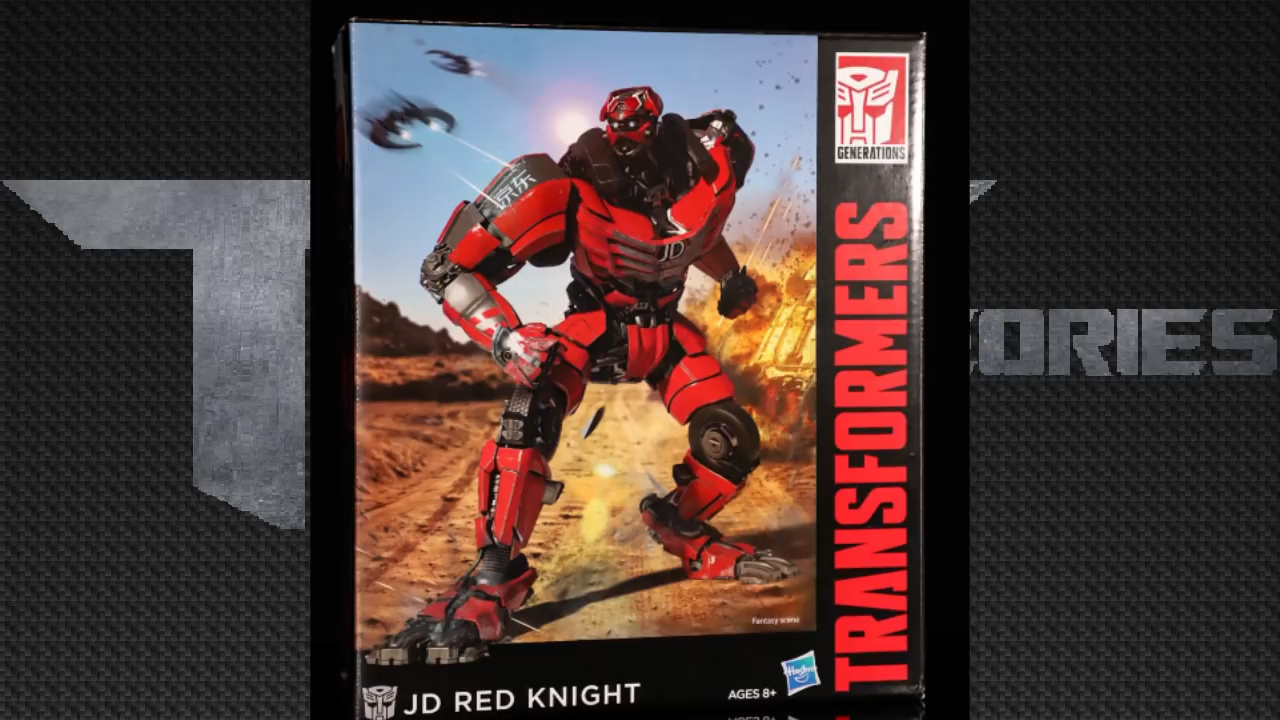 GENERATIONS
TRANSFORMERS
京东
JD
Fantasy scene
Hasbro
JD RED KNIGHT
AGES 8+
ORIES